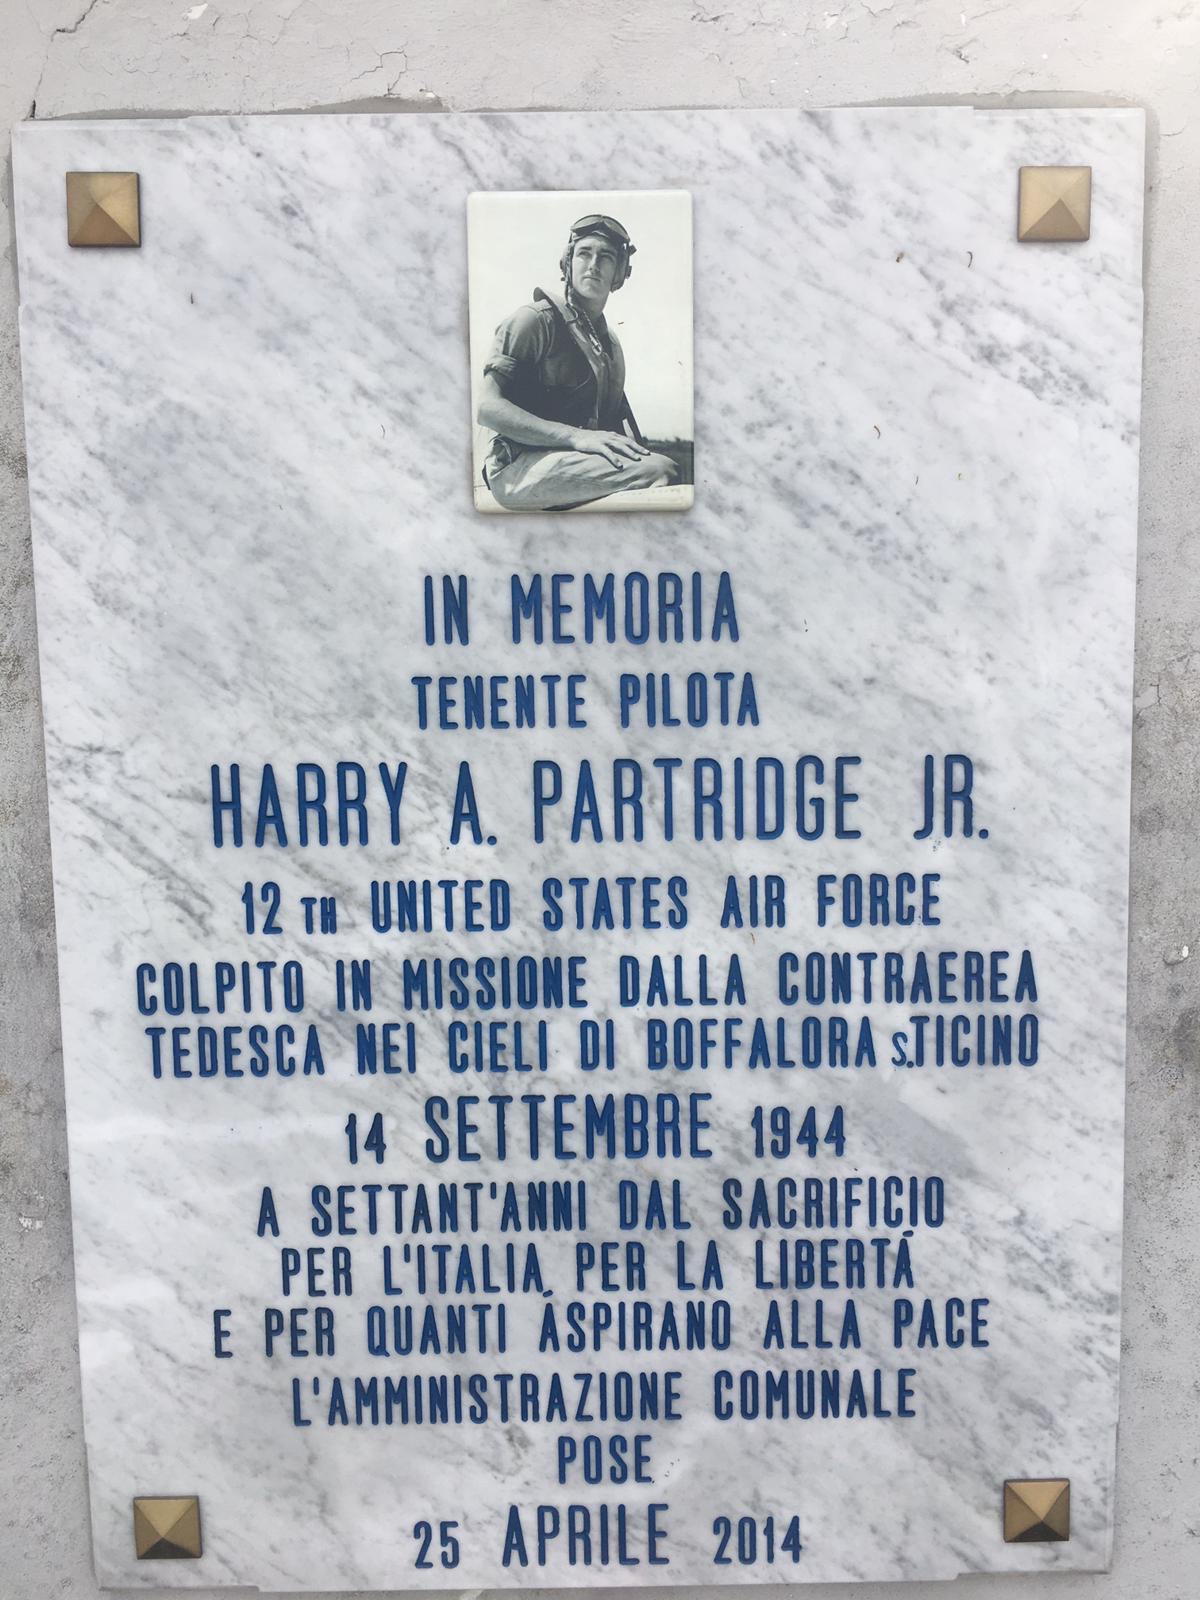 IN MEMORIA
TENENTE PILOTA
HARRY A. PARTRIDGE JR.
12 TH UNITED STATES AIR FORCE
COLPITO IN MISSIONE DALLA CONTRAEREA
TEDESCA NEI CIELI DI BOFFALORA S.TICINO
14 SETTEMBRE 1944
A SETTANT'ANNI DAL SACRIFICIO
PER L'ITALIA, PER LA LIBERTÁ
E PER QUANTI ÁSPIRANO ALLA PACE
L'AMMINISTRAZIONE COMUNALE
POSE
25 APRILE 2014